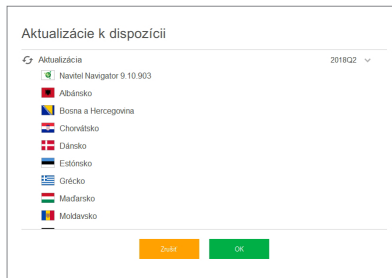 Aktualizácie k dispozícii
Aktualizácia 2018Q2
Navitel Navigator 9.10.903
Albánsko
Bosna a Hercegovina
Chorvátsko
Dánsko
Estónsko
Grécko
Maďarsko
Moldavsko
Zrušiť OK